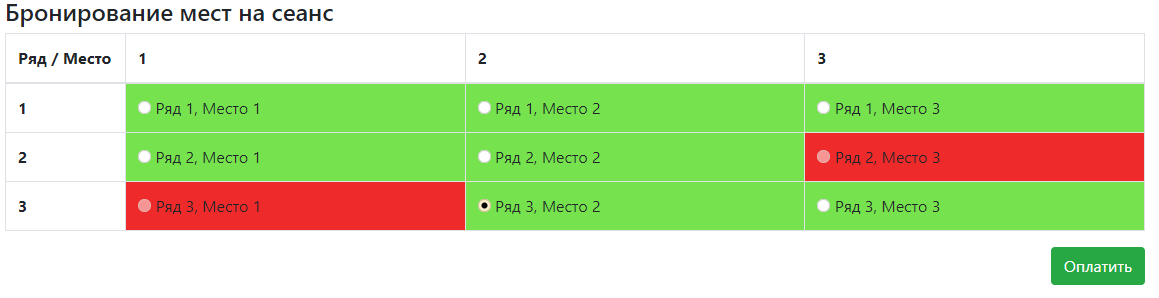 Бронирование мест на сеанс
Ряд / Место 1 2 3
1 Ряд 1, Место 1 Ряд 1, Место 2 Ряд 1, Место 3
2 Ряд 2, Место 1 Ряд 2, Место 2 Ряд 2, Место 3
3 Ряд 3, Место 1 Ряд 3, Место 2 Ряд 3, Место 3
Оплатить